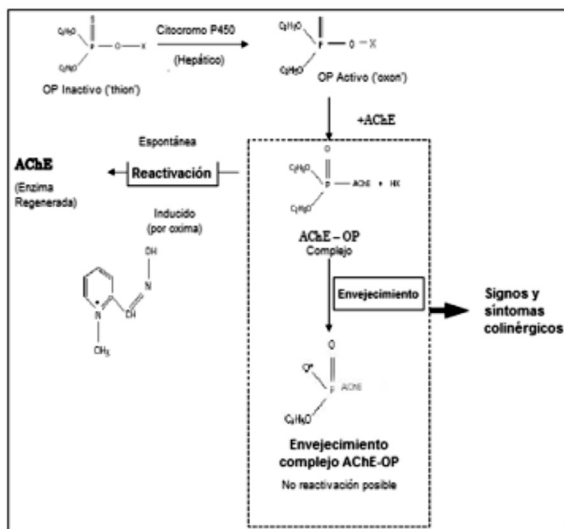 S
C₂H₅O
P
O
X
C₂H₅O
OP Inactivo ('thion')
Citocromo P450
(Hepático)
C₂H₅O
P
O
X
C₂H₅O
OP Activo ('oxon')
+AChE
Espontánea
Reactivación
AChE
(Enzima
Regenerada)
Inducido
(por oxima)
OH
N
CH
N
+
CH₃
O
C₂H₅O
P
AChE + HX
C₂H₅O
AChE – OP
Complejo
Envejecimiento
Signos y
síntomas
colinérgicos
O
P
AChE
C₂H₅O
Envejecimiento
complejo AChE-OP
No reactivación posible